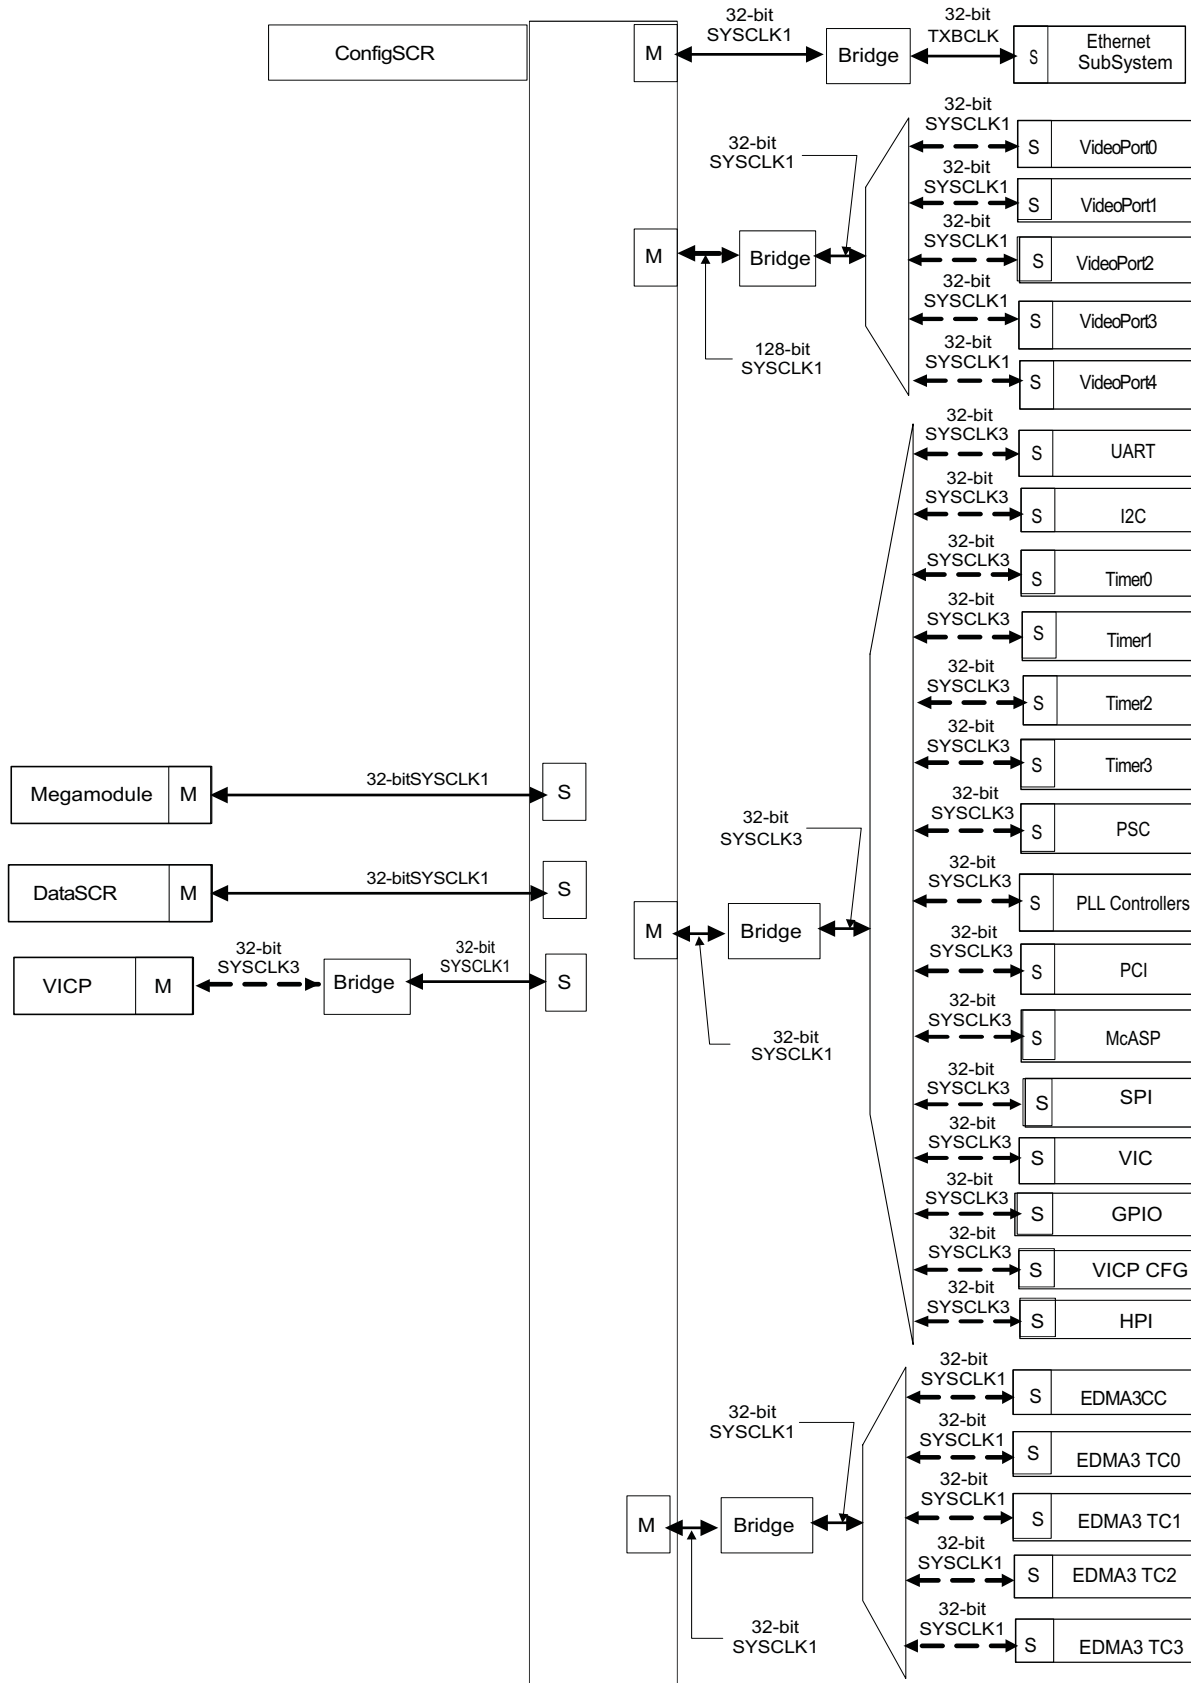 ConfigSCR
M
32-bit
SYSCLK1
Bridge
32-bit
TXBCLK
S
Ethernet
SubSystem
32-bit
SYSCLK1
S
VideoPort0
32-bit
SYSCLK1
32-bit
SYSCLK1
S
VideoPort1
M
Bridge
32-bit
SYSCLK1
S
VideoPort2
32-bit
SYSCLK1
S
VideoPort3
128-bit
SYSCLK1
32-bit
SYSCLK1
S
VideoPort4
32-bit
SYSCLK3
S
UART
32-bit
SYSCLK3
S
I2C
32-bit
SYSCLK3
S
Timer0
32-bit
SYSCLK3
S
Timer1
32-bit
SYSCLK3
S
Timer2
32-bit
SYSCLK3
S
Timer3
Megamodule
M
32-bitSYSCLK1
S
32-bit
SYSCLK3
32-bit
SYSCLK3
S
PSC
DataSCR
M
32-bitSYSCLK1
S
32-bit
SYSCLK3
S
PLL Controllers
M
Bridge
VICP
M
32-bit
SYSCLK3
Bridge
32-bit
SYSCLK1
S
32-bit
SYSCLK3
S
PCI
32-bit
SYSCLK1
32-bit
SYSCLK3
S
McASP
32-bit
SYSCLK3
S
SPI
32-bit
SYSCLK3
S
VIC
32-bit
SYSCLK3
S
GPIO
32-bit
SYSCLK3
S
VICP CFG
32-bit
SYSCLK3
S
HPI
32-bit
SYSCLK1
S
EDMA3CC
32-bit
SYSCLK1
32-bit
SYSCLK1
S
EDMA3 TC0
M
Bridge
32-bit
SYSCLK1
S
EDMA3 TC1
32-bit
SYSCLK1
S
EDMA3 TC2
32-bit
SYSCLK1
32-bit
SYSCLK1
S
EDMA3 TC3